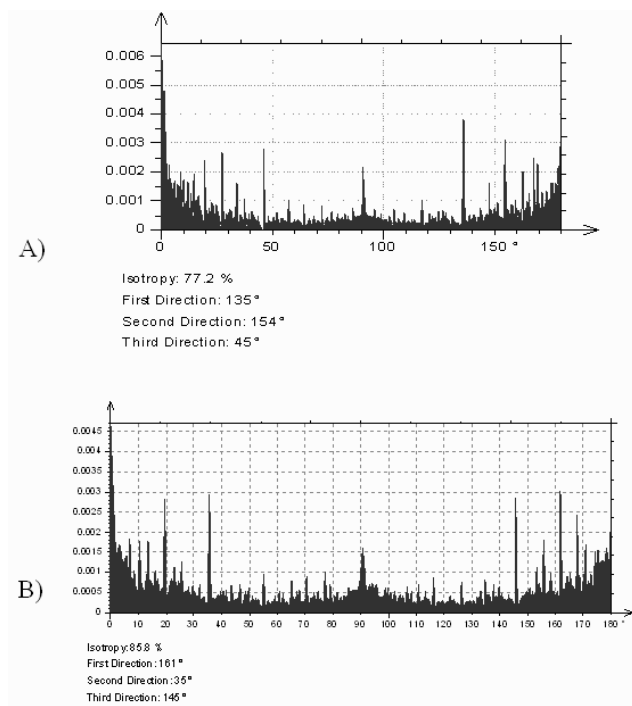 0.006
0.005
0.004
0.003
0.002
0.001
0
0 50 100 150 °
A)
Isotropy: 77.2 %
First Direction: 135°
Second Direction: 154°
Third Direction: 45°
0.0045
0.004
0.0035
0.003
0.0025
0.002
0.0015
0.001
0.0005
0
0 10 20 30 40 50 60 70 80 90 100 110 120 130 140 150 160 170 180 °
B)
Isotropy:85.8 %
First Direction:161°
Second Direction:35°
Third Direction:145°